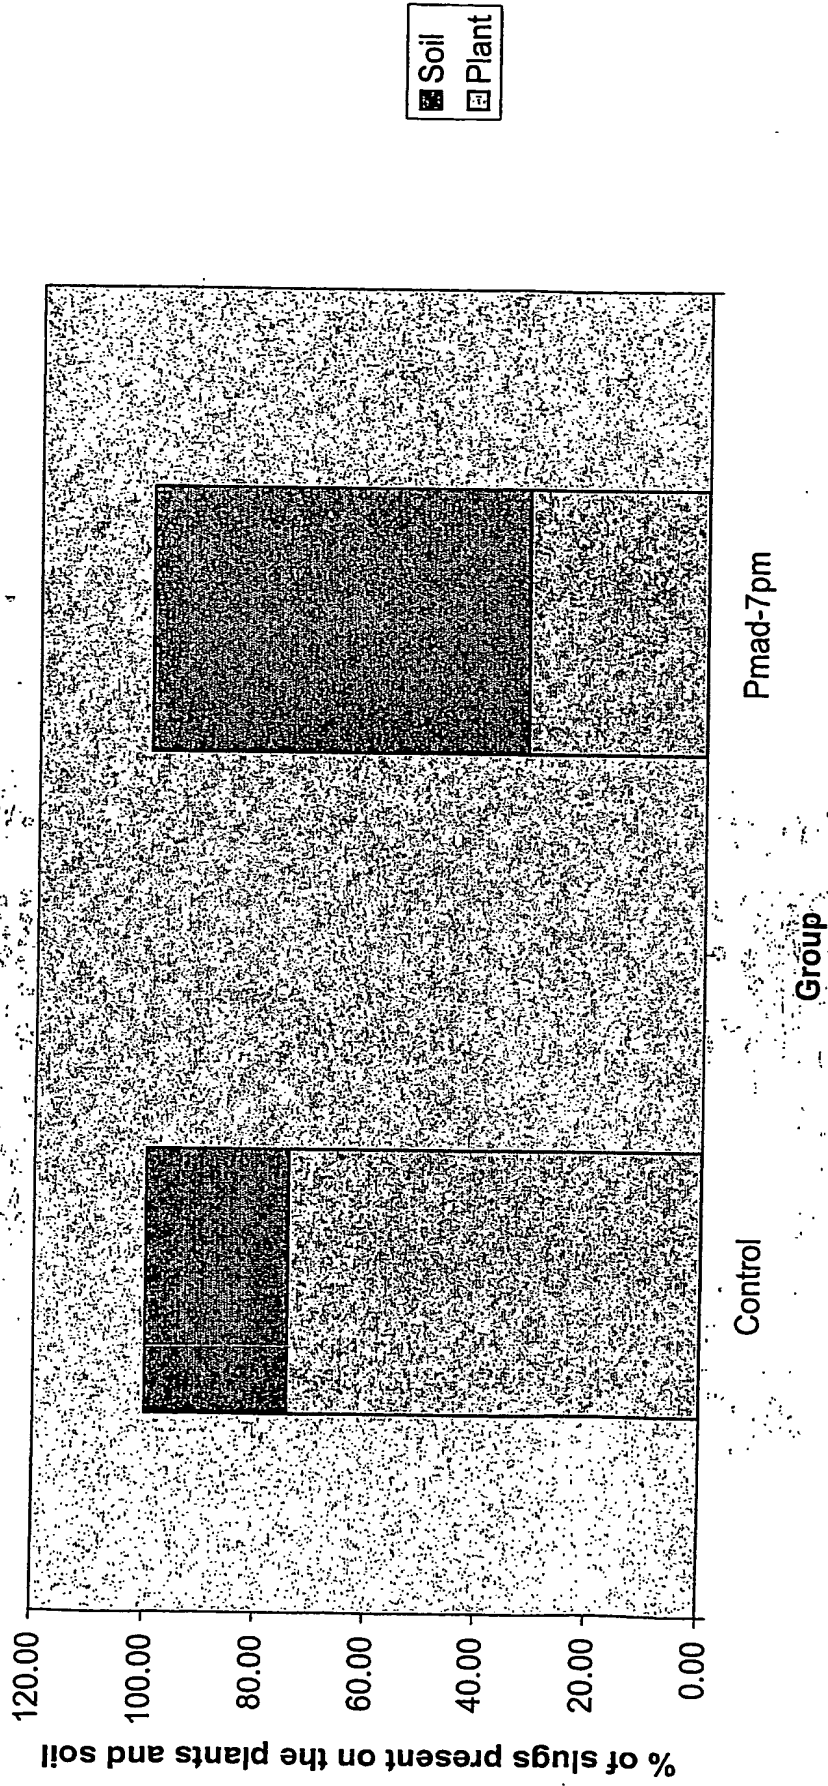 % of slugs present on the plants and soil
120.00
100.00
80.00
60.00
40.00
20.00
0.00
Control
Pmad-7pm
Group
Soil
Plant